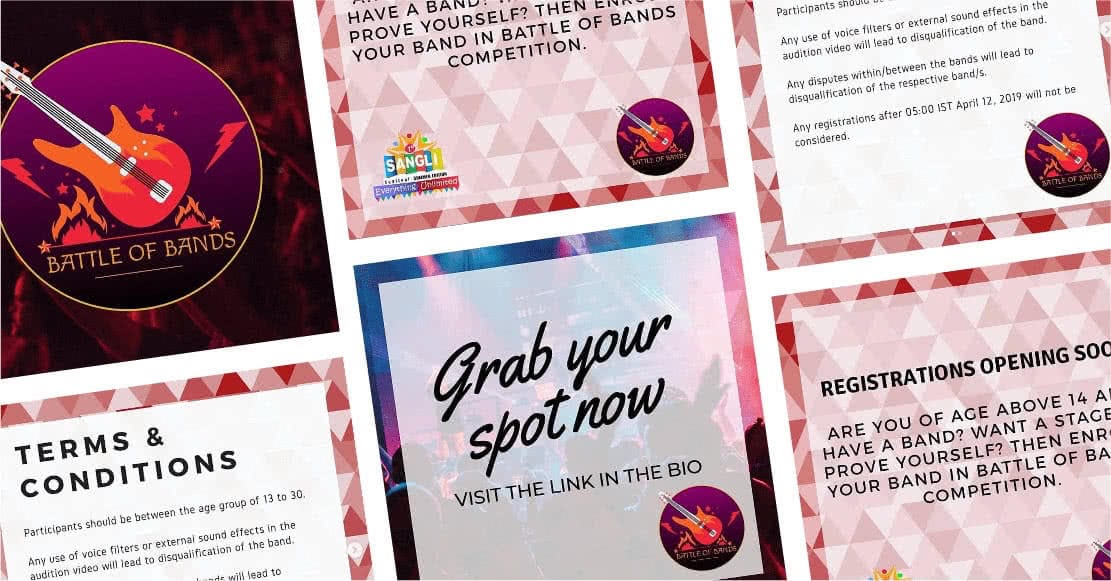 BATTLE OF BANDS
TERMS &
CONDITIONS
Participants should be between the age group of 13 to 30.
Any use of voice filters or external sound effects in the
audition video will lead to disqualification of the band.
will lead to
HAVE A BAND?
PROVE YOURSELF? THEN
YOUR BAND IN BATTLE OF BANDS
COMPETITION.
SANGLI
Festival SUMMER EDITION
Everything Unlimited
BATTLE OF BANDS
Grab your
spot now
VISIT THE LINK IN THE BIO
BATTLE OF BANDS
Participants should be
Any use of voice filters or external sound effects in the
audition video will lead to disqualification of the band.
Any disputes within/between the bands will lead to
disqualification of the respective band/s.
Any registrations after 05:00 IST April 12, 2019 will not be
considered.
BATTLE OF BANDS
REGISTRATIONS OPENING
ARE YOU OF AGE ABOVE 14
HAVE A BAND? WANT A STAGE
PROVE YOURSELF? THEN
YOUR BAND IN BATTLE OF
COMPETITION.